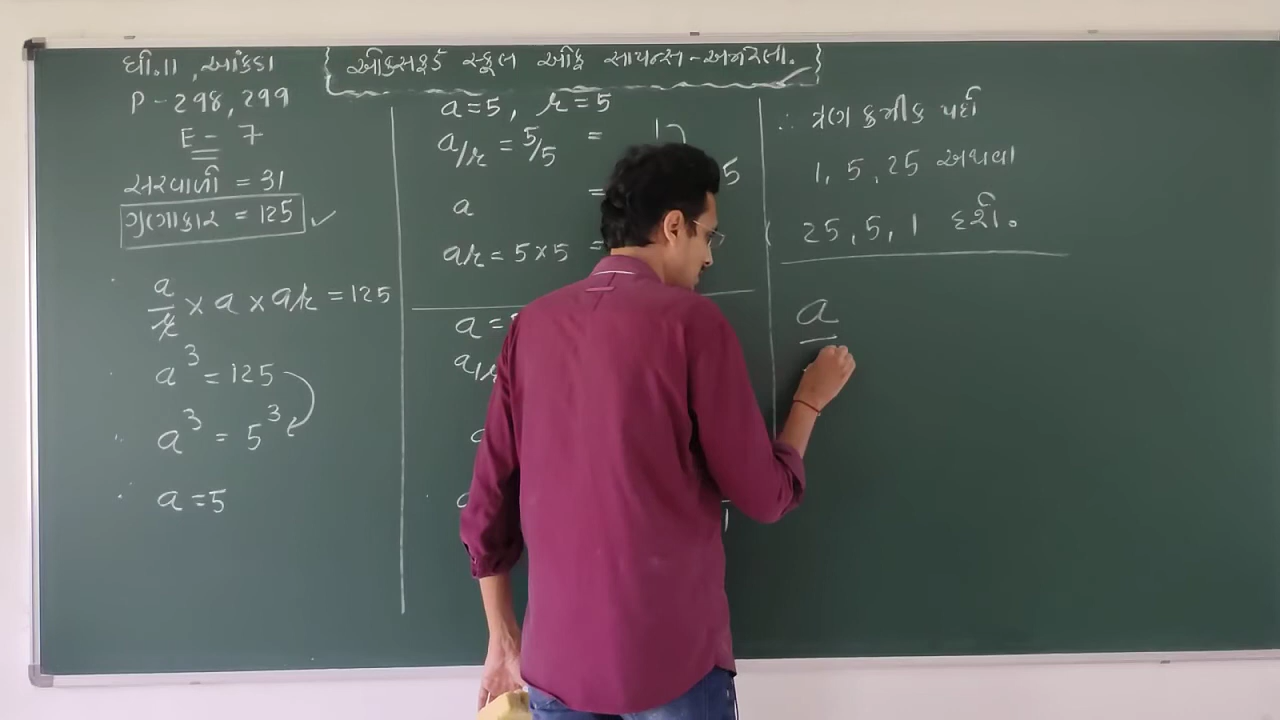 ધો.11 , આંકડા
{ ઓક્સફર્ડ સ્કૂલ ઓફ સાયન્સ - અમરેલી. }
P - 298, 299
E = 7
સરવાળો = 31
ગુણાકાર = 125 ✓
a/r × a × ar = 125
a³ = 125
∴ a³ = 5³
∴ a = 5
a = 5 , r = 5
a/r = 5/5 = 1
a = 5
ar = 5 × 5 =
a =
a/r
∴ ત્રણ ક્રમીક પદો
1, 5, 25 અથવા
25, 5, 1 હશે.
a